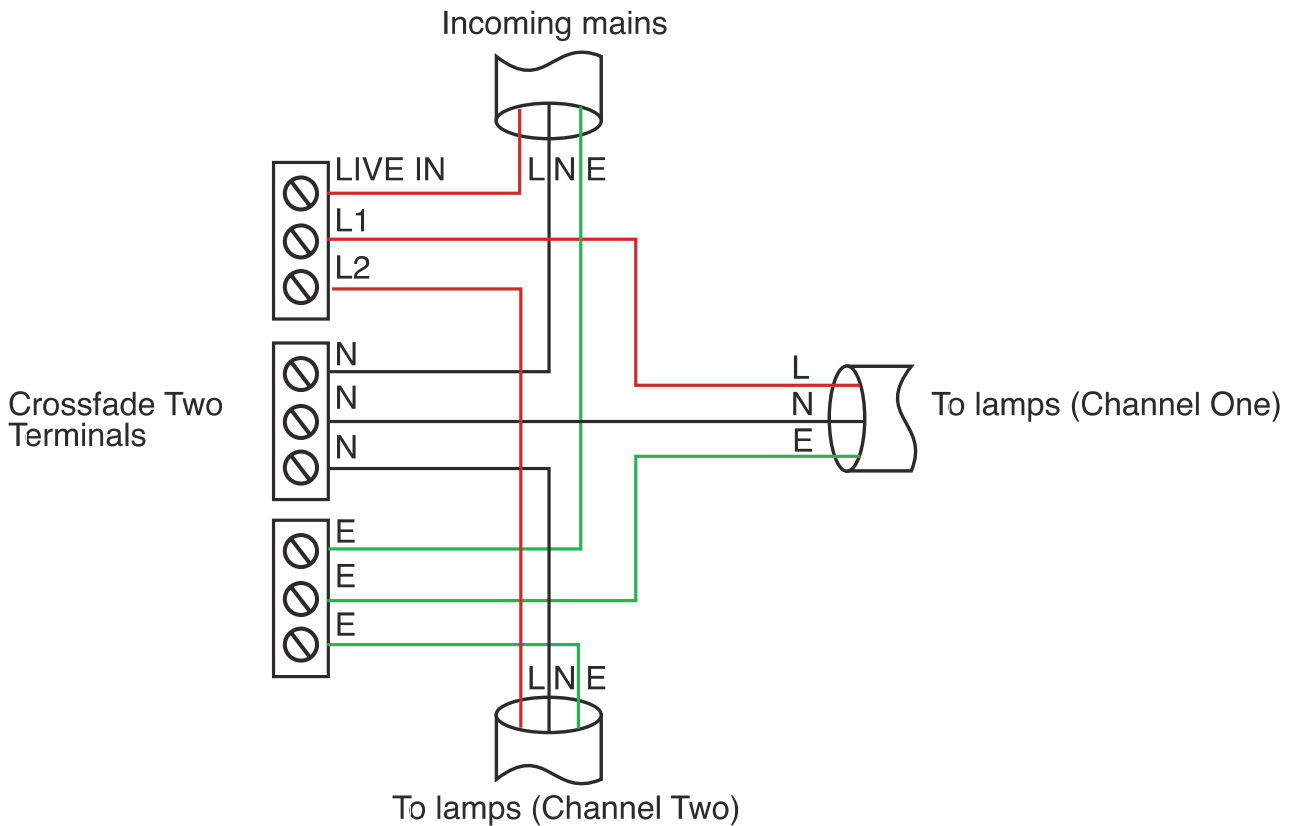 Incoming mains
LIVE IN
L N E
L1
L2
N
N
N
L
N
E
Crossfade Two
Terminals
To lamps (Channel One)
E
E
E
L N E
To lamps (Channel Two)